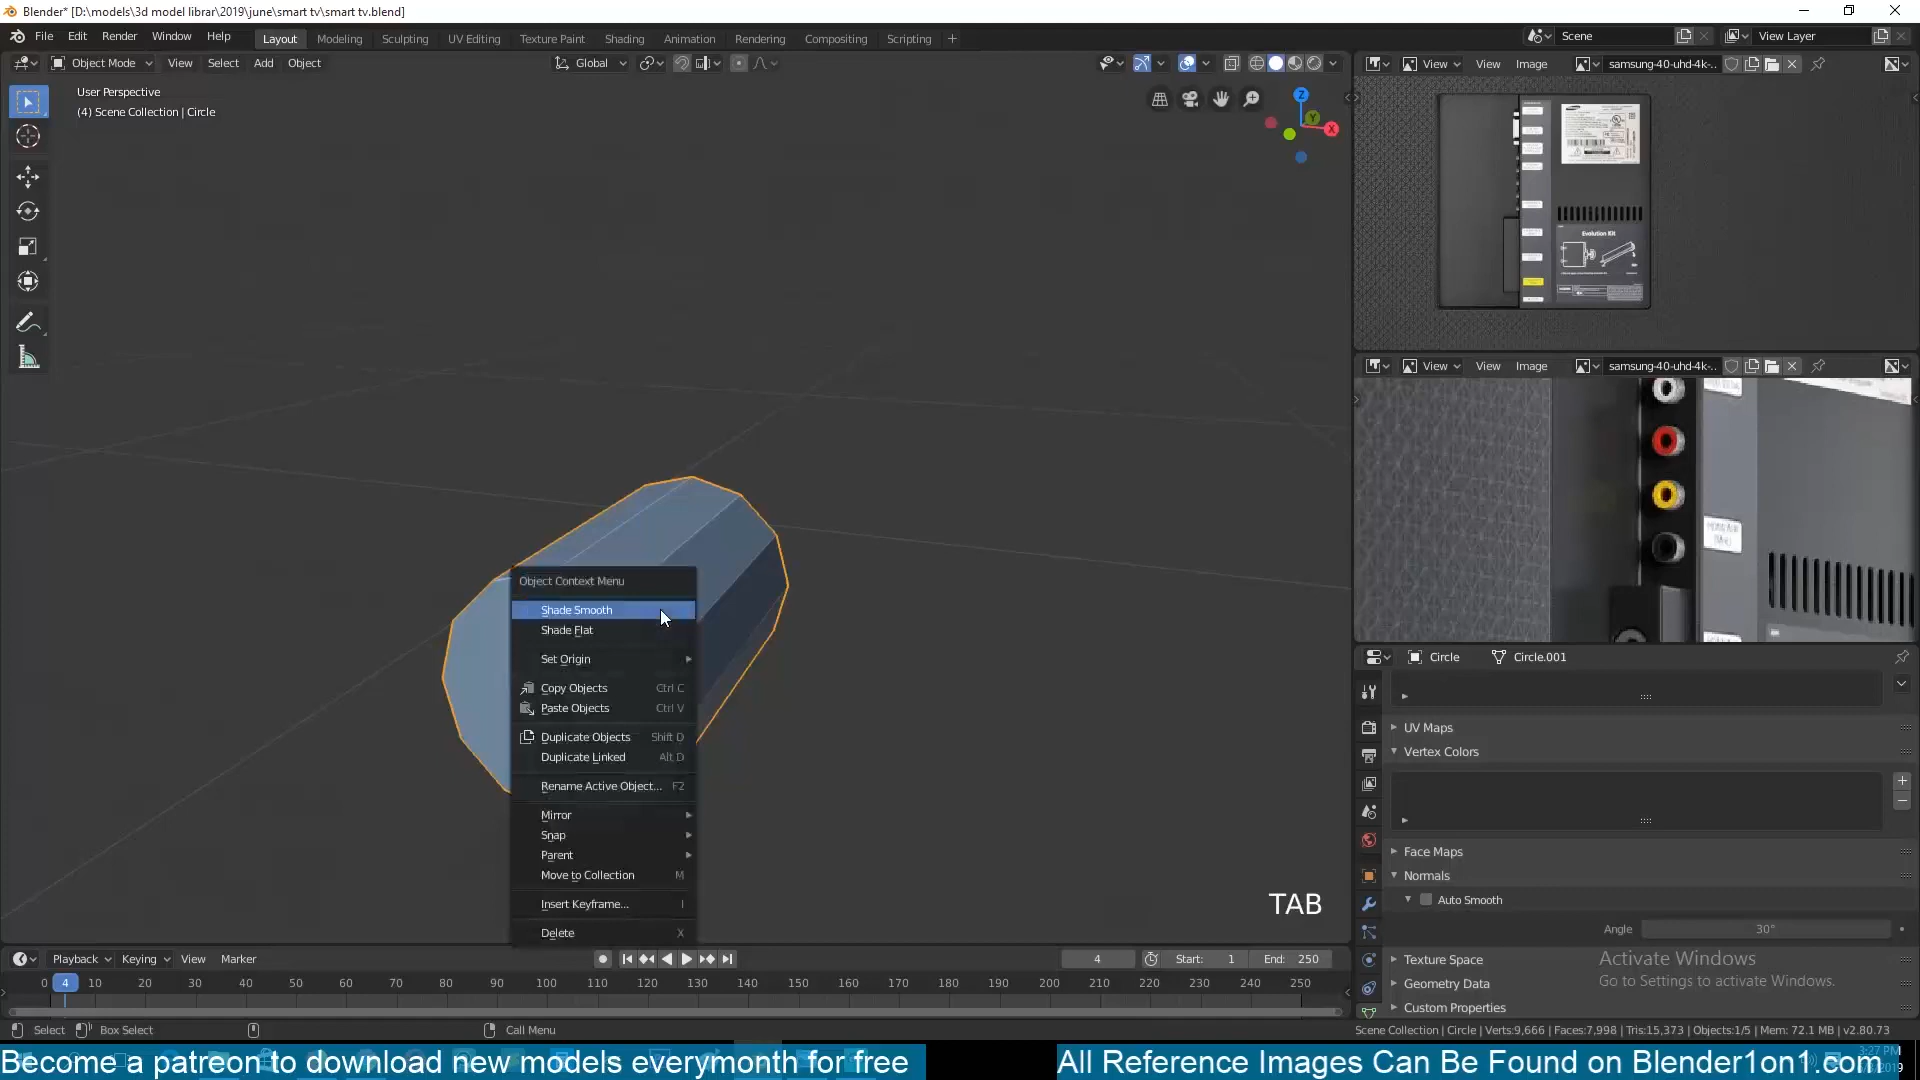 Blender* [D:\models\3d model librar\2019\june\smart tv\smart tv.blend]
File Edit Render Window Help Layout Modeling Sculpting UV Editing Texture Paint Shading Animation Rendering Compositing Scripting + Scene View Layer
Object Mode View Select Add Object Global
View View Image samsung-40-uhd-4k-..
User Perspective
(4) Scene Collection | Circle
Z
Y
X
Evolution Kit
View View Image samsung-40-uhd-4k-..
Object Context Menu
Shade Smooth
Shade Flat
Set Origin
Copy Objects Ctrl C
Paste Objects Ctrl V
Duplicate Objects Shift D
Duplicate Linked Alt D
Rename Active Object... F2
Mirror
Snap
Parent
Move to Collection M
Insert Keyframe... I
Delete X
TAB
Circle Circle.001
UV Maps
Vertex Colors
Face Maps
Normals
Auto Smooth
Angle 30°
Texture Space
Geometry Data
Custom Properties
Activate Windows
Go to Settings to activate Windows.
Playback Keying View Marker 4 Start: 1 End: 250
0 4 10 20 30 40 50 60 70 80 90 100 110 120 130 140 150 160 170 180 190 200 210 220 230 240 250
Select Box Select Call Menu
Scene Collection | Circle | Verts:9,666 | Faces:7,998 | Tris:15,373 | Objects:1/5 | Mem: 72.1 MB | v2.80.73
Become a patreon to download new models everymonth for free
All Reference Images Can Be Found on Blender1on1.com
3:27 PM